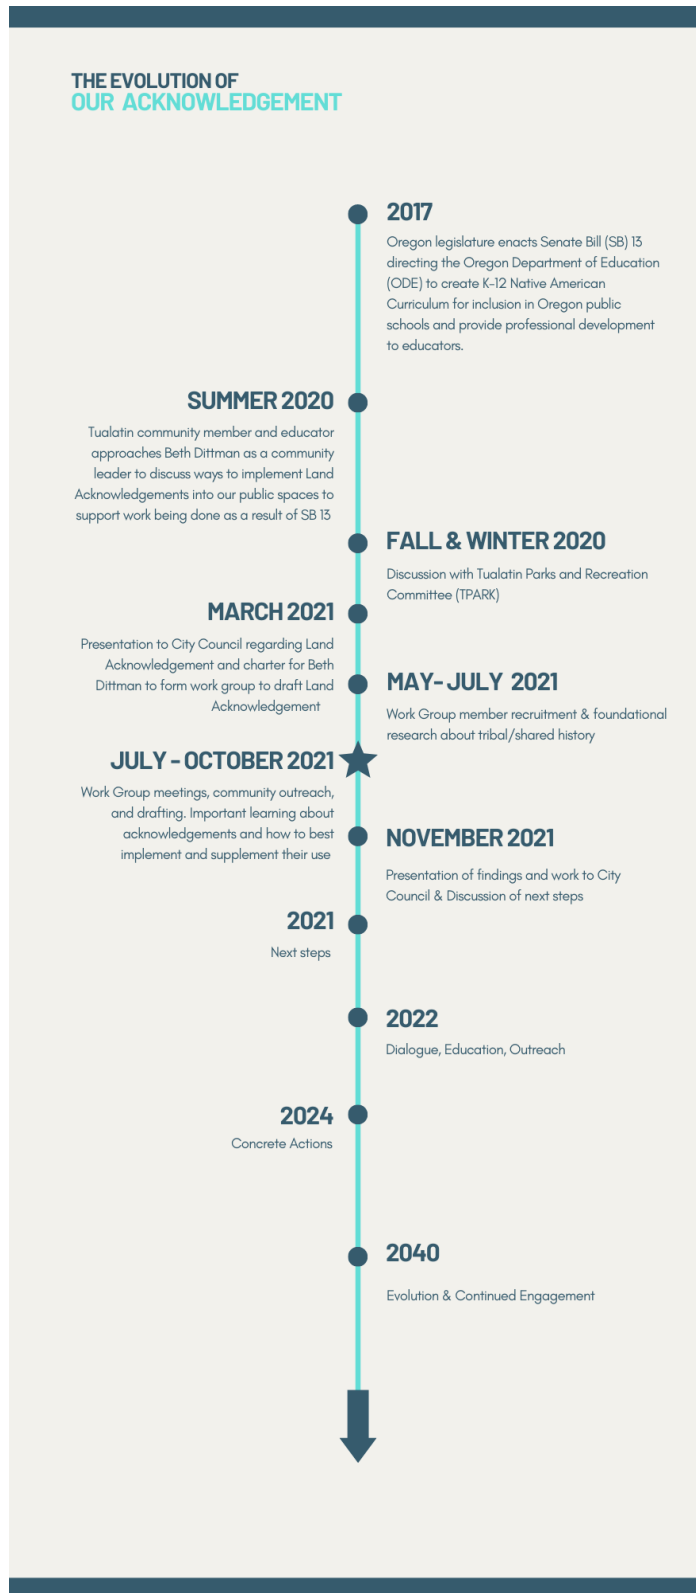 THE EVOLUTION OF
OUR ACKNOWLEDGEMENT
2017
Oregon legislature enacts Senate Bill (SB) 13
directing the Oregon Department of Education
(ODE) to create K-12 Native American
Curriculum for inclusion in Oregon public
schools and provide professional development
to educators.
SUMMER 2020
Tualatin community member and educator
approaches Beth Dittman as a community
leader to discuss ways to implement Land
Acknowledgements into our public spaces to
support work being done as a result of SB 13
FALL & WINTER 2020
Discussion with Tualatin Parks and Recreation
Committee (TPARK)
MARCH 2021
Presentation to City Council regarding Land
Acknowledgement and charter for Beth
Dittman to form work group to draft Land
Acknowledgement
MAY- JULY 2021
Work Group member recruitment & foundational
research about tribal/shared history
JULY - OCTOBER 2021
Work Group meetings, community outreach,
and drafting. Important learning about
acknowledgements and how to best
implement and supplement their use
NOVEMBER 2021
Presentation of findings and work to City
Council & Discussion of next steps
2021
Next steps
2022
Dialogue, Education, Outreach
2024
Concrete Actions
2040
Evolution & Continued Engagement